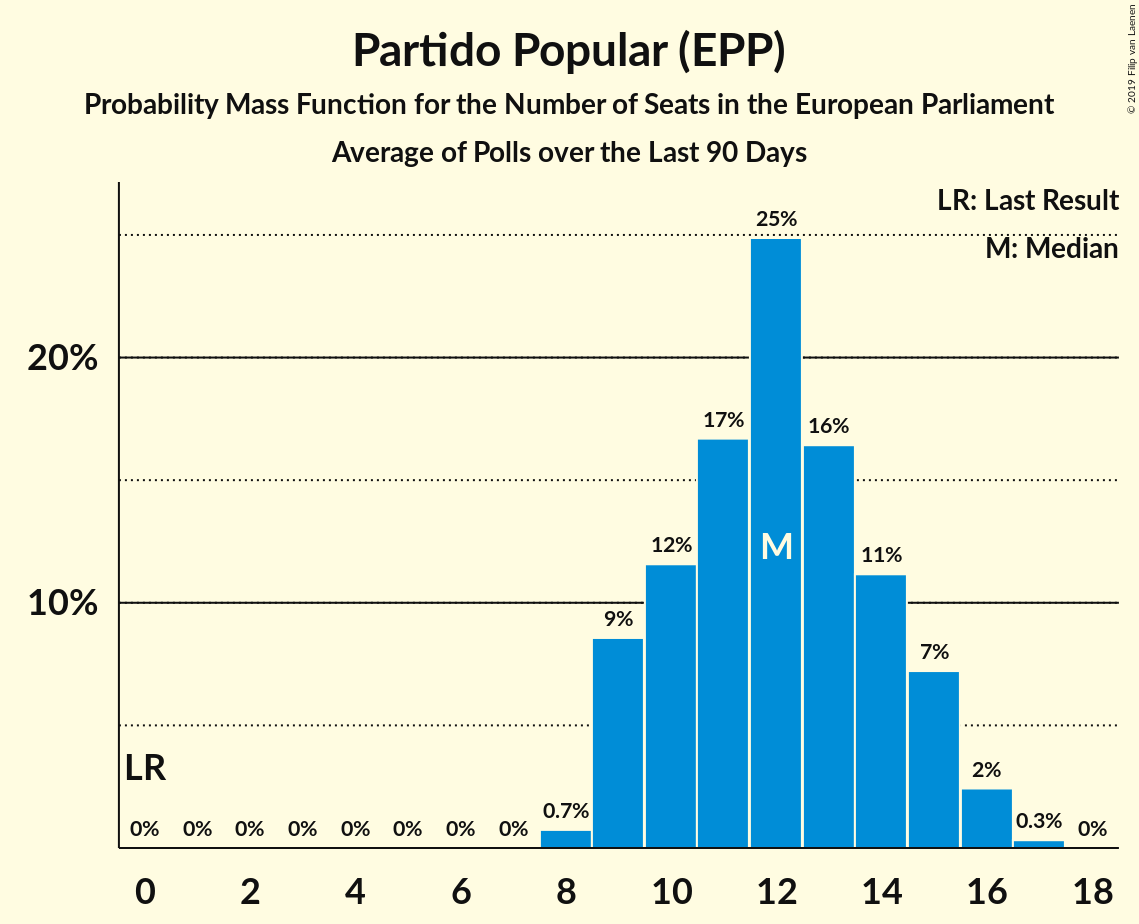 Partido Popular (EPP)
Probability Mass Function for the Number of Seats in the European Parliament
Average of Polls over the Last 90 Days
© 2019 Filip van Laenen
LR: Last Result
M: Median
25%
20%
17%
16%
M
12%
11%
10%
9%
7%
LR
2%
0.7%
0.3%
0% 0% 0% 0% 0% 0% 0% 0% 0%
0 2 4 6 8 10 12 14 16 18